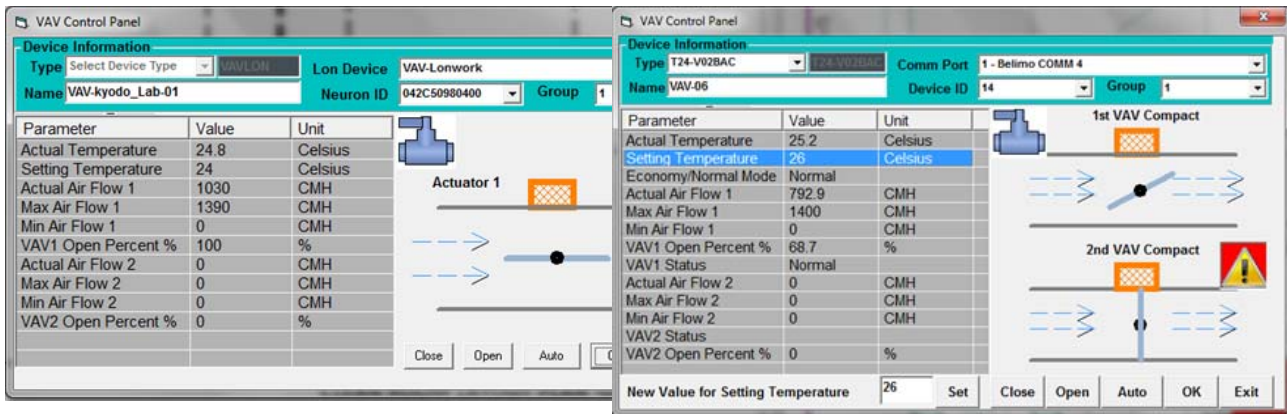 VAV Control Panel
Device Information
Type Select Device Type VAVLON Lon Device VAV-Lonwork
Name VAV-kyodo_Lab-01 Neuron ID 042C50980400 Group 1
Parameter Value Unit
Actual Temperature 24.8 Celsius
Setting Temperature 24 Celsius
Actual Air Flow 1 1030 CMH
Max Air Flow 1 1390 CMH
Min Air Flow 1 0 CMH
VAV1 Open Percent % 100 %
Actual Air Flow 2 0 CMH
Max Air Flow 2 0 CMH
Min Air Flow 2 0 CMH
VAV2 Open Percent % 0 %
Actuator 1
Close Open Auto
VAV Control Panel
Device Information
Type T24-V02BAC T24-V02BAC Comm Port 1 - Belimo COMM 4
Name VAV-06 Device ID 14 Group 1
Parameter Value Unit
Actual Temperature 25.2 Celsius
Setting Temperature 26 Celsius
Economy/Normal Mode Normal
Actual Air Flow 1 792.9 CMH
Max Air Flow 1 1400 CMH
Min Air Flow 1 0 CMH
VAV1 Open Percent % 68.7 %
VAV1 Status Normal
Actual Air Flow 2 0 CMH
Max Air Flow 2 0 CMH
Min Air Flow 2 0 CMH
VAV2 Status
VAV2 Open Percent % 0 %
1st VAV Compact
2nd VAV Compact
New Value for Setting Temperature 26 Set Close Open Auto OK Exit